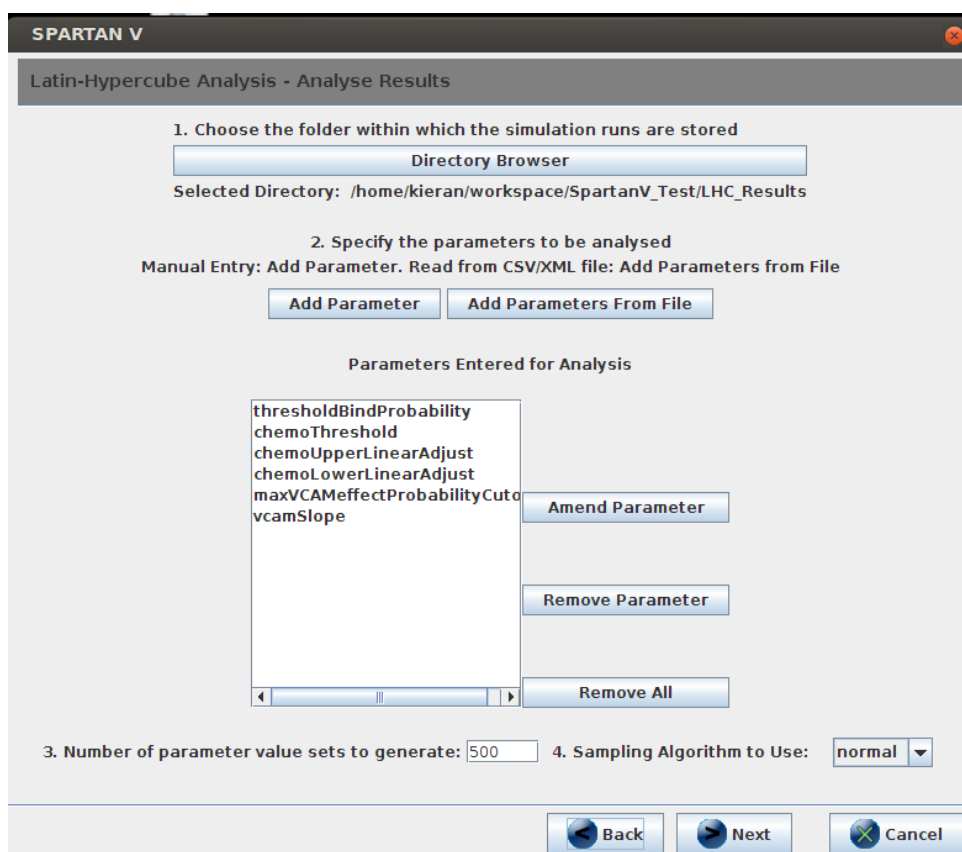 SPARTAN V
Latin-Hypercube Analysis - Analyse Results
1. Choose the folder within which the simulation runs are stored
Directory Browser
Selected Directory: /home/kieran/workspace/SpartanV_Test/LHC_Results
2. Specify the parameters to be analysed
Manual Entry: Add Parameter. Read from CSV/XML file: Add Parameters from File
Add Parameter Add Parameters From File
Parameters Entered for Analysis
thresholdBindProbability
chemoThreshold
chemoUpperLinearAdjust
chemoLowerLinearAdjust
maxVCAMeffectProbabilityCuto
vcamSlope
Amend Parameter
Remove Parameter
Remove All
3. Number of parameter value sets to generate: 500 4. Sampling Algorithm to Use: normal
Back Next Cancel